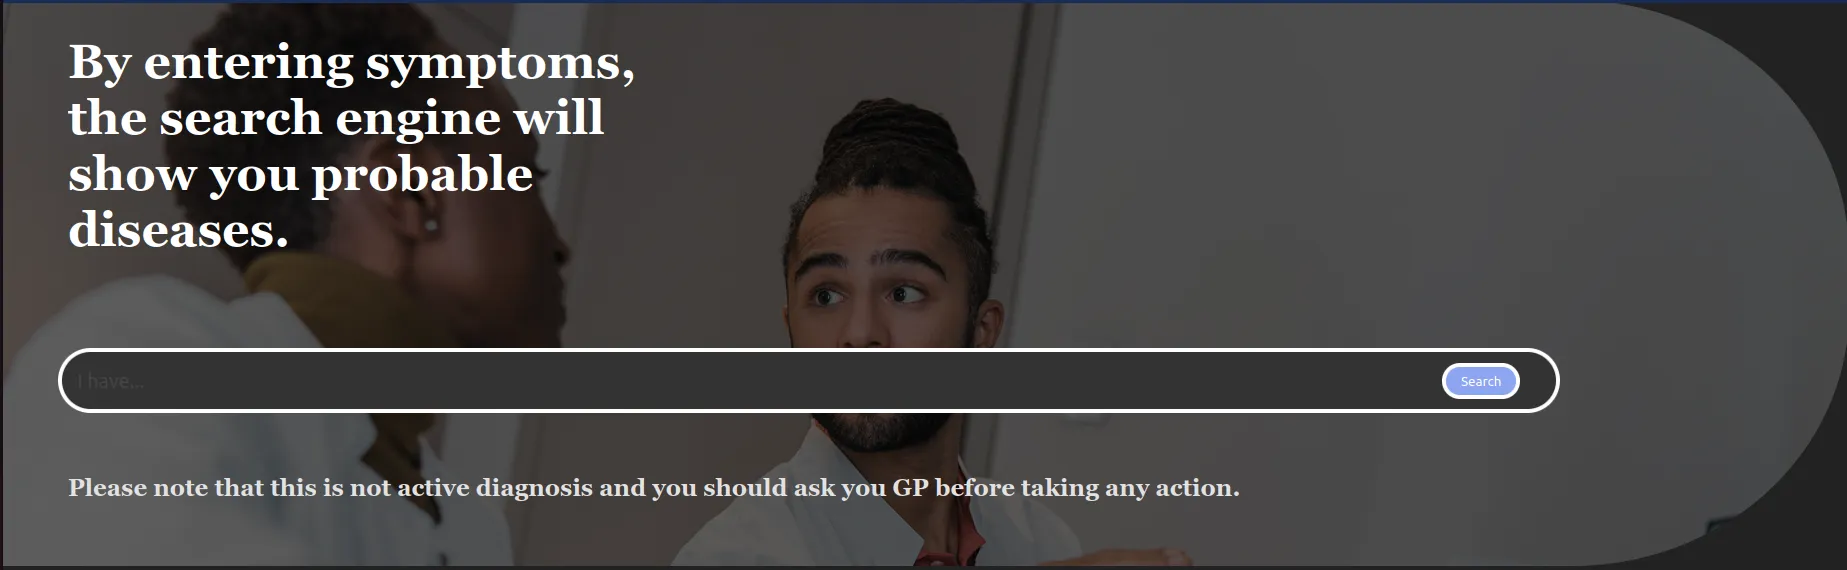 By entering symptoms,
the search engine will
show you probable
diseases.
I have...
Search
Please note that this is not active diagnosis and you should ask you GP before taking any action.